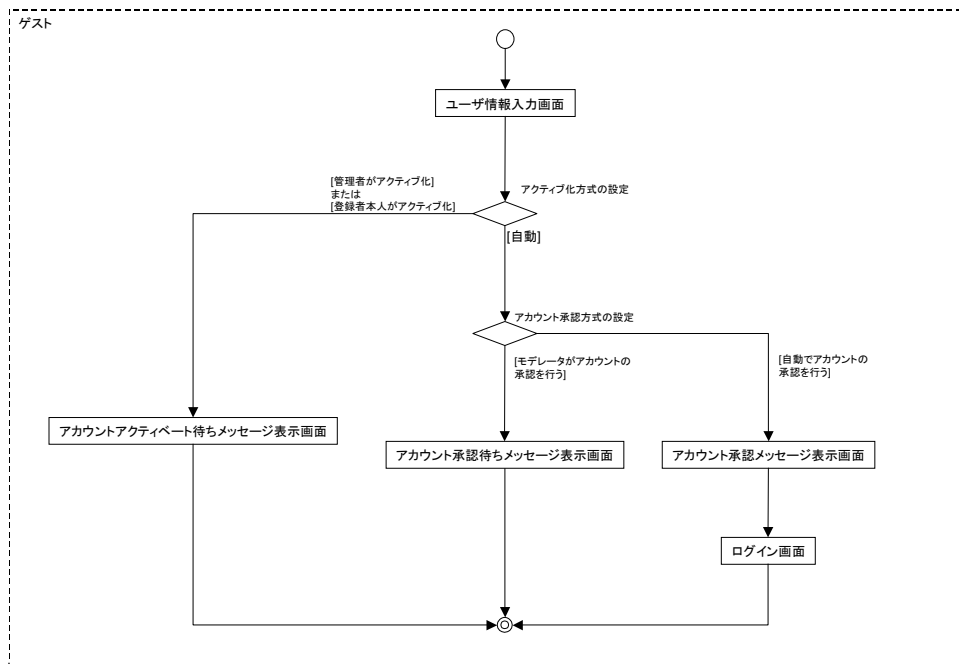 ゲスト
ユーザ情報入力画面
[管理者がアクティブ化]
または
[登録者本人がアクティブ化]
アクティブ化方式の設定
[自動]
アカウント承認方式の設定
[モデレータがアカウントの
承認を行う]
[自動でアカウントの
承認を行う]
アカウントアクティベート待ちメッセージ表示画面
アカウント承認待ちメッセージ表示画面
アカウント承認メッセージ表示画面
ログイン画面